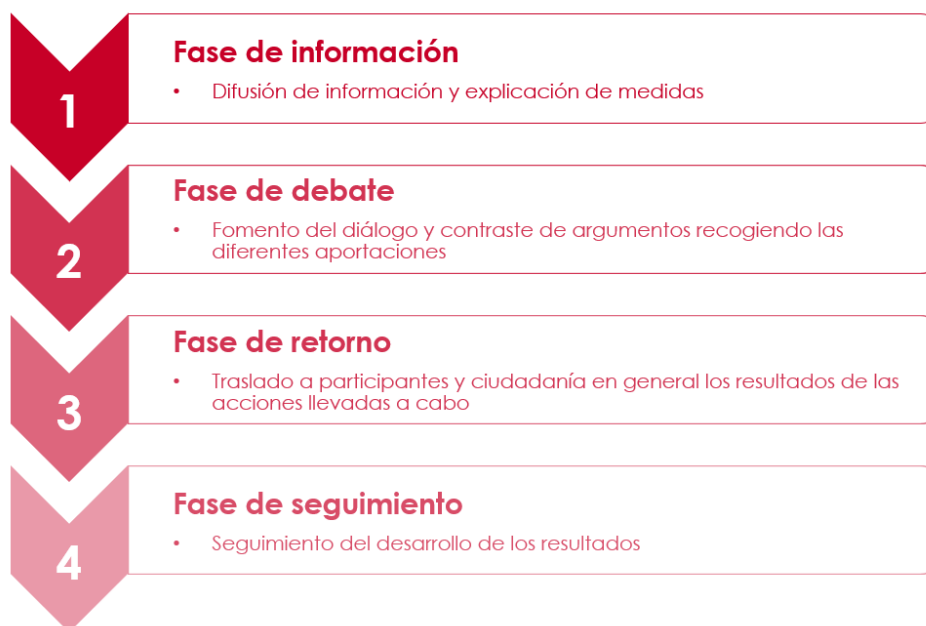 1
Fase de información
• Difusión de información y explicación de medidas
2
Fase de debate
• Fomento del diálogo y contraste de argumentos recogiendo las
diferentes aportaciones
3
Fase de retorno
• Traslado a participantes y ciudadanía en general los resultados de las
acciones llevadas a cabo
4
Fase de seguimiento
• Seguimiento del desarrollo de los resultados